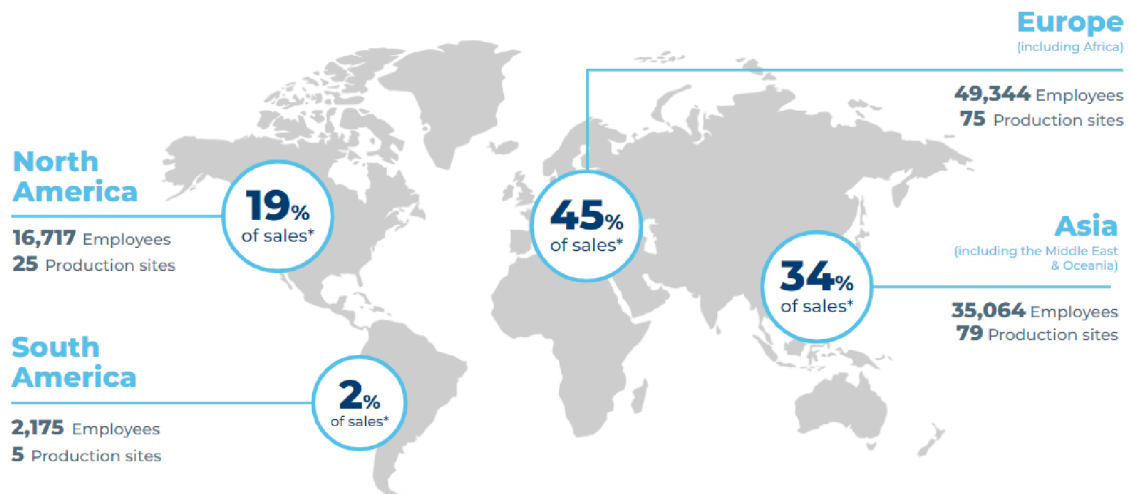 Europe
(including Africa)
49,344 Employees
75 Production sites
North
America
19%
of sales*
16,717 Employees
25 Production sites
45%
of sales*
Asia
(including the Middle East
& Oceania)
34%
of sales*
35,064 Employees
79 Production sites
South
America
2%
of sales*
2,175 Employees
5 Production sites